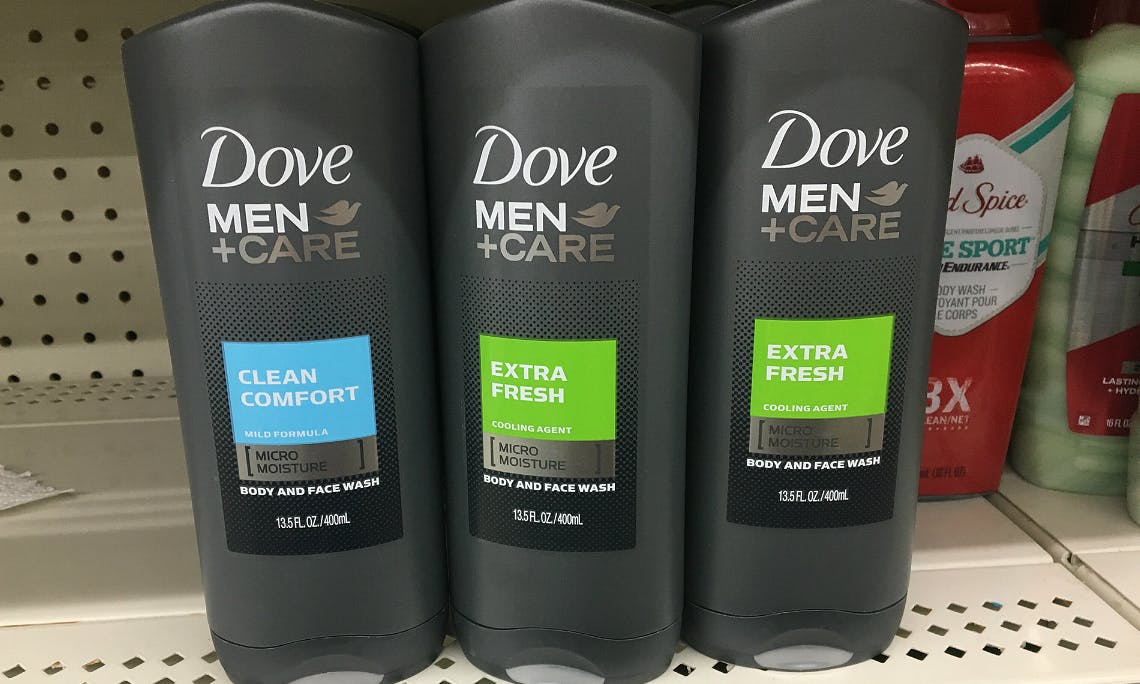 Dove
MEN
+CARE
CLEAN
COMFORT
MILD FORMULA
[MICRO
MOISTURE]
BODY AND FACE WASH
13.5 FL. OZ. / 400mL
Dove
MEN
+CARE
EXTRA
FRESH
COOLING AGENT
[MICRO
MOISTURE]
BODY AND FACE WASH
13.5 FL. OZ. / 400mL
Dove
MEN
+CARE
EXTRA
FRESH
COOLING AGENT
[MICRO
MOISTURE]
BODY AND FACE WASH
13.5 FL. OZ. / 400mL
Spice
SPORT
ENDURANCE
WASH
POUR
CORPS
3X